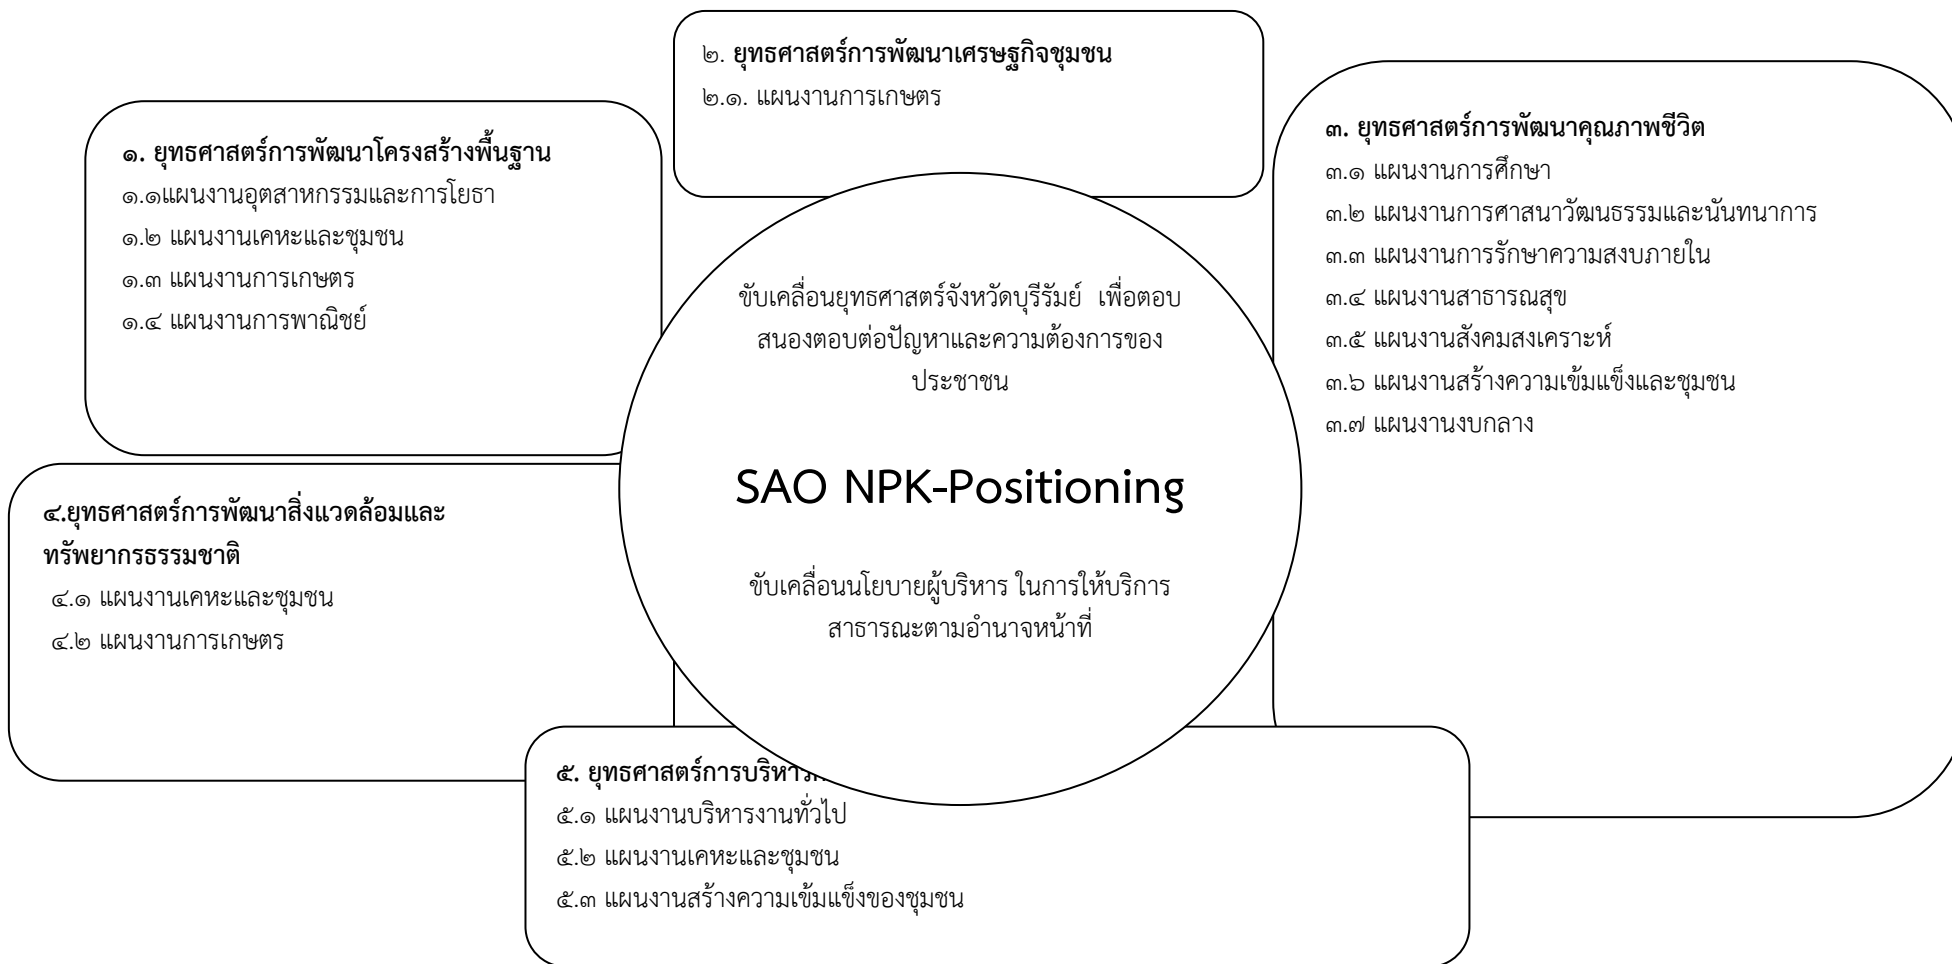 ๒. ยุทธศาสตร์การพัฒนาเศรษฐกิจชุมชน
๒.๑. แผนงานการเกษตร
๑. ยุทธศาสตร์การพัฒนาโครงสร้างพื้นฐาน
๑.๑แผนงานอุตสาหกรรมและการโยธา
๑.๒ แผนงานเคหะและชุมชน
๑.๓ แผนงานการเกษตร
๑.๔ แผนงานการพาณิชย์
๓. ยุทธศาสตร์การพัฒนาคุณภาพชีวิต
๓.๑ แผนงานการศึกษา
๓.๒ แผนงานการศาสนาวัฒนธรรมและนันทนาการ
๓.๓ แผนงานการรักษาความสงบภายใน
๓.๔ แผนงานสาธารณสุข
๓.๕ แผนงานสังคมสงเคราะห์
๓.๖ แผนงานสร้างความเข้มแข็งและชุมชน
๓.๗ แผนงานงบกลาง
ขับเคลื่อนยุทธศาสตร์จังหวัดบุรีรัมย์ เพื่อตอบ
สนองตอบต่อปัญหาและความต้องการของ
ประชาชน
SAO NPK-Positioning
ขับเคลื่อนนโยบายผู้บริหาร ในการให้บริการ
สาธารณะตามอำนาจหน้าที่
๔.ยุทธศาสตร์การพัฒนาสิ่งแวดล้อมและ
ทรัพยากรธรรมชาติ
๔.๑ แผนงานเคหะและชุมชน
๔.๒ แผนงานการเกษตร
๕. ยุทธศาสตร์การบริหาร
๕.๑ แผนงานบริหารงานทั่วไป
๕.๒ แผนงานเคหะและชุมชน
๕.๓ แผนงานสร้างความเข้มแข็งของชุมชน